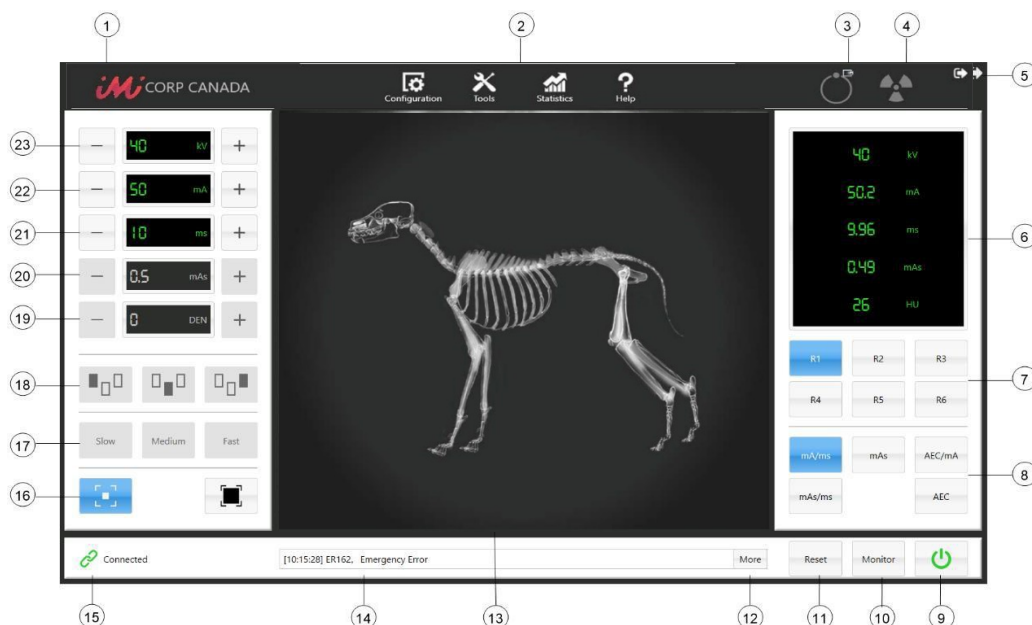 1
2
3
4
5
iMi CORP CANADA
Configuration
Tools
Statistics
Help
23
40 kV
22
50 mA
21
10 ms
20
0.5 mAs
19
0 DEN
18
17
Slow
Medium
Fast
16
40 kV
50.2 mA
9.96 ms
0.49 mAs
26 HU
6
R1
R2
R3
R4
R5
R6
7
mA/ms
mAs
AEC/mA
mAs/ms
AEC
8
Connected
[10:15:28] ER162, Emergency Error
More
Reset
Monitor
15
14
13
12
11
10
9